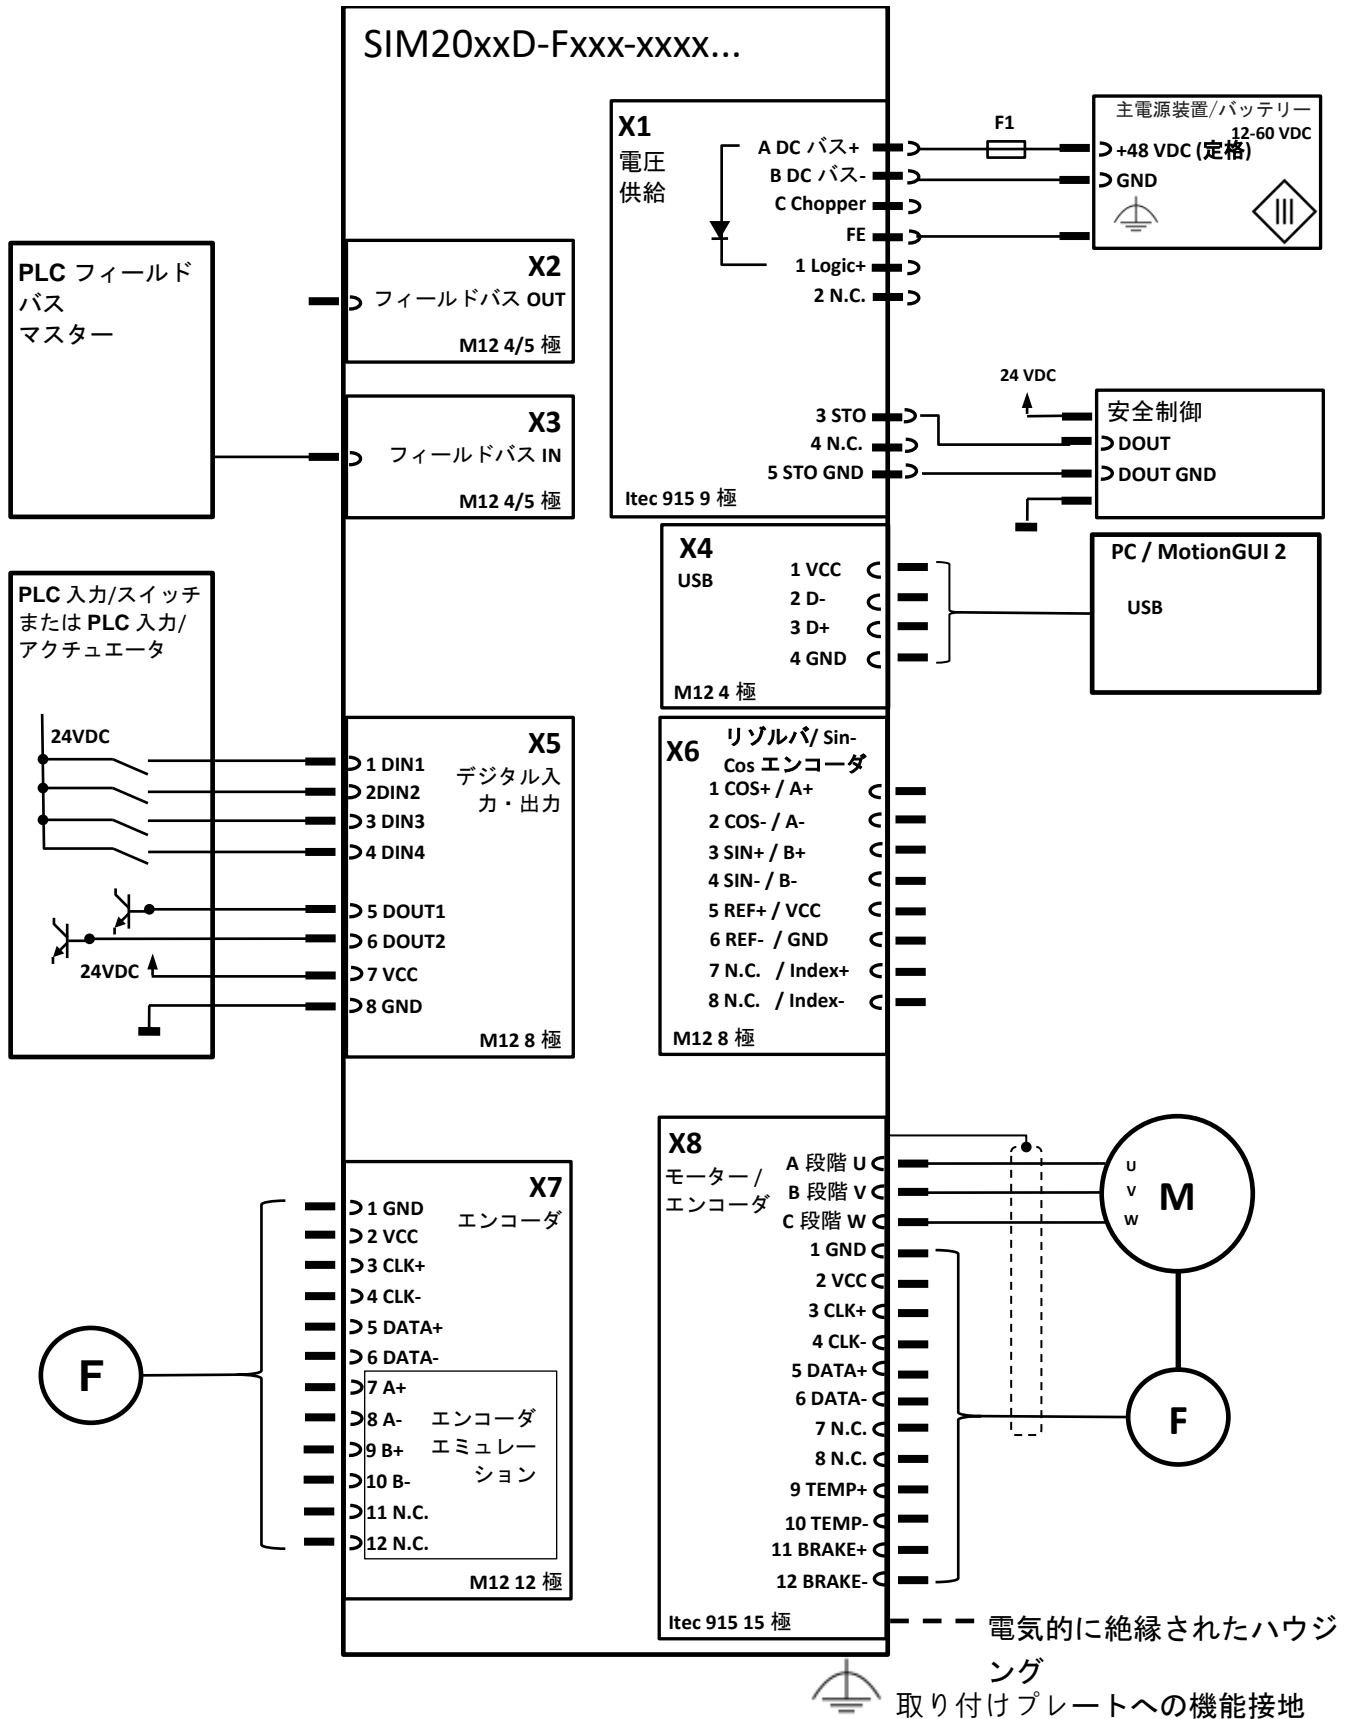 SIM20xxD-Fxxx-xxxx...
X1
電圧
供給
A DC バス+
B DC バス-
C Chopper
FE
1 Logic+
2 N.C.
3 STO
4 N.C.
5 STO GND
Itec 915 9 極
F1
主電源装置/バッテリー
12-60 VDC
+48 VDC (定格)
GND
III
24 VDC
安全制御
DOUT
DOUT GND
PLC フィールド
バス
マスター
X2
フィールドバス OUT
M12 4/5 極
X3
フィールドバス IN
M12 4/5 極
X4
USB
1 VCC
2 D-
3 D+
4 GND
M12 4 極
PC / MotionGUI 2
USB
PLC 入力/スイッチ
または PLC 入力/
アクチュエータ
24VDC
24VDC
X5
デジタル入
力・出力
1 DIN1
2DIN2
3 DIN3
4 DIN4
5 DOUT1
6 DOUT2
7 VCC
8 GND
M12 8 極
X6
リゾルバ/ Sin-
Cos エンコーダ
1 COS+ / A+
2 COS- / A-
3 SIN+ / B+
4 SIN- / B-
5 REF+ / VCC
6 REF- / GND
7 N.C. / Index+
8 N.C. / Index-
M12 8 極
X7
エンコーダ
1 GND
2 VCC
3 CLK+
4 CLK-
5 DATA+
6 DATA-
7 A+
8 A-
9 B+
10 B-
11 N.C.
12 N.C.
エンコーダ
エミュレー
ション
M12 12 極
F
X8
モーター /
エンコーダ
A 段階 U
B 段階 V
C 段階 W
1 GND
2 VCC
3 CLK+
4 CLK-
5 DATA+
6 DATA-
7 N.C.
8 N.C.
9 TEMP+
10 TEMP-
11 BRAKE+
12 BRAKE-
Itec 915 15 極
U
V
W
M
F
電気的に絶縁されたハウジ
ング
取り付けプレートへの機能接地